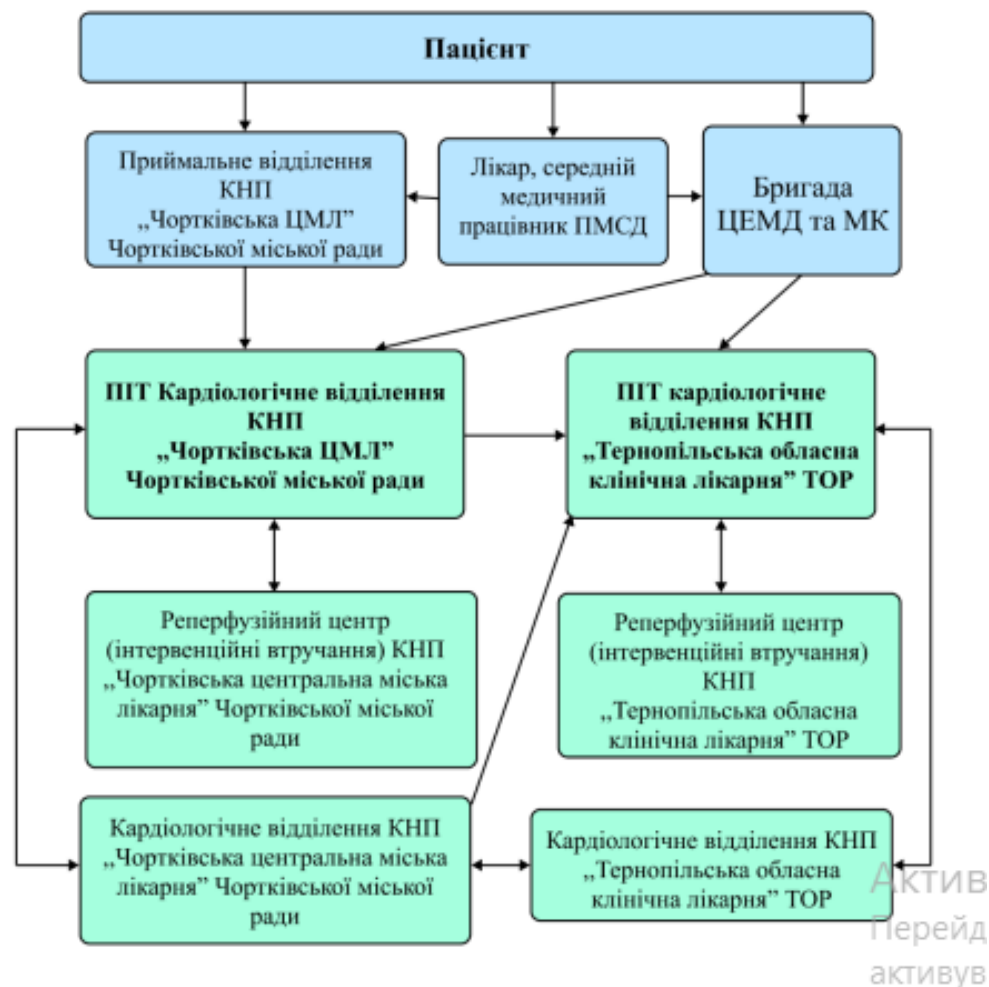 Пацієнт
Приймальне відділення
КНП
„Чортківська ЦМЛ”
Чортківської міської ради
Лікар, середній
медичний
працівник ПМСД
Бригада
ЦЕМД та МК
ПІТ Кардіологічне відділення
КНП
„Чортківська ЦМЛ”
Чортківської міської ради
ПІТ кардіологічне
відділення КНП
„Тернопільська обласна
клінічна лікарня” ТОР
Реперфузійний центр
(інтервенційні втручання) КНП
„Чортківська центральна міська
лікарня” Чортківської міської
ради
Реперфузійний центр
(інтервенційні втручання)
КНП
„Тернопільська обласна
клінічна лікарня” ТОР
Кардіологічне відділення КНП
„Чортківська центральна міська
лікарня” Чортківської міської
ради
Кардіологічне відділення КНП
„Тернопільська обласна
клінічна лікарня” ТОР
Актив
Перейд
активув